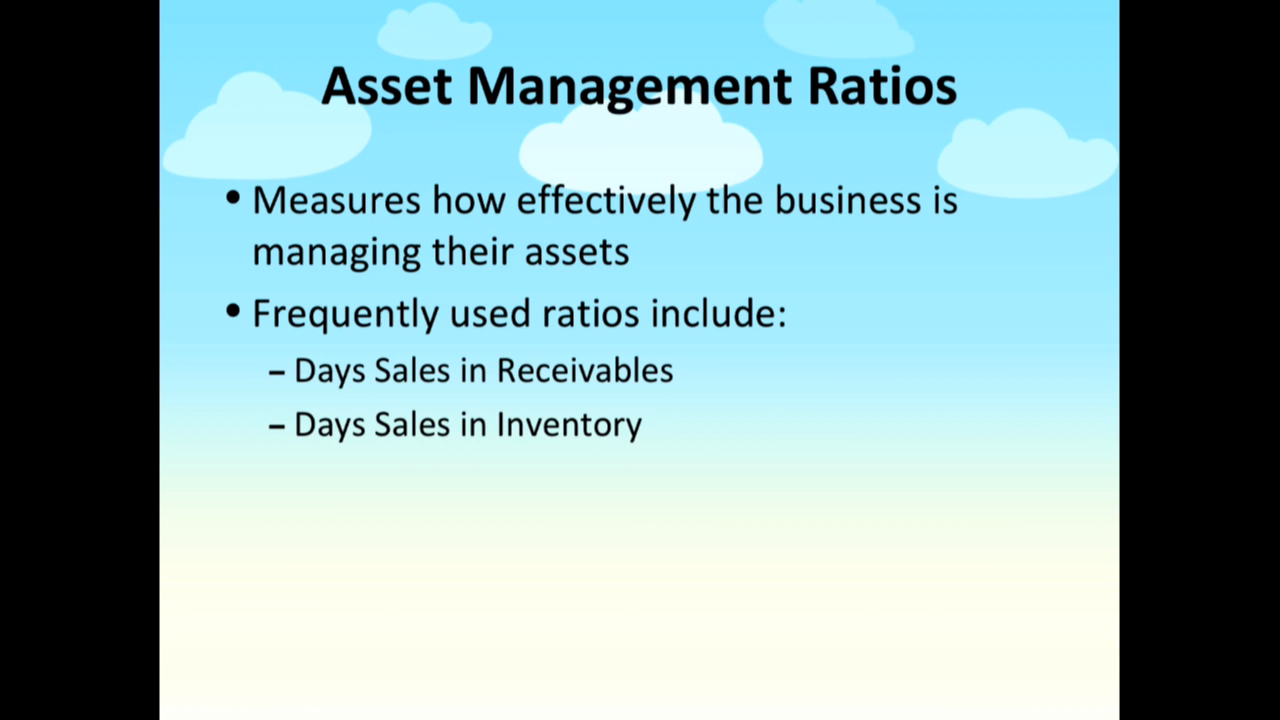 Asset Management Ratios
• Measures how effectively the business is
managing their assets
• Frequently used ratios include:
– Days Sales in Receivables
– Days Sales in Inventory